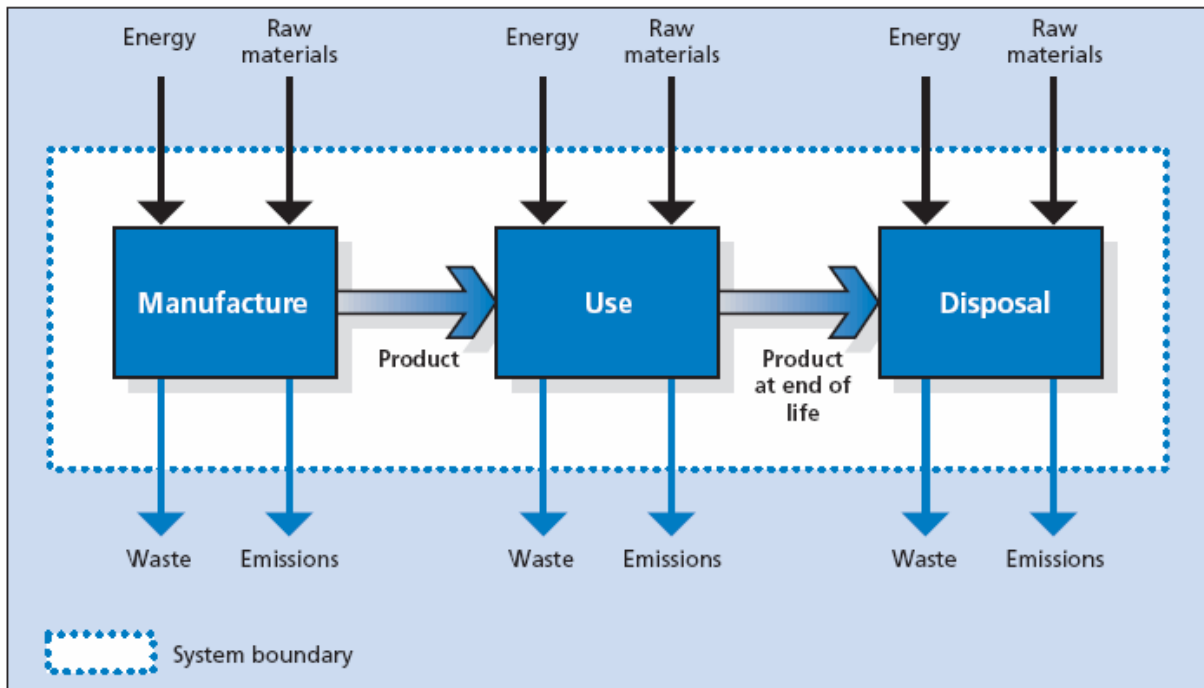 Energy
Raw
materials
Energy
Raw
materials
Energy
Raw
materials
Manufacture
Use
Disposal
Product
Product
at end of
life
Waste
Emissions
Waste
Emissions
Waste
Emissions
System boundary